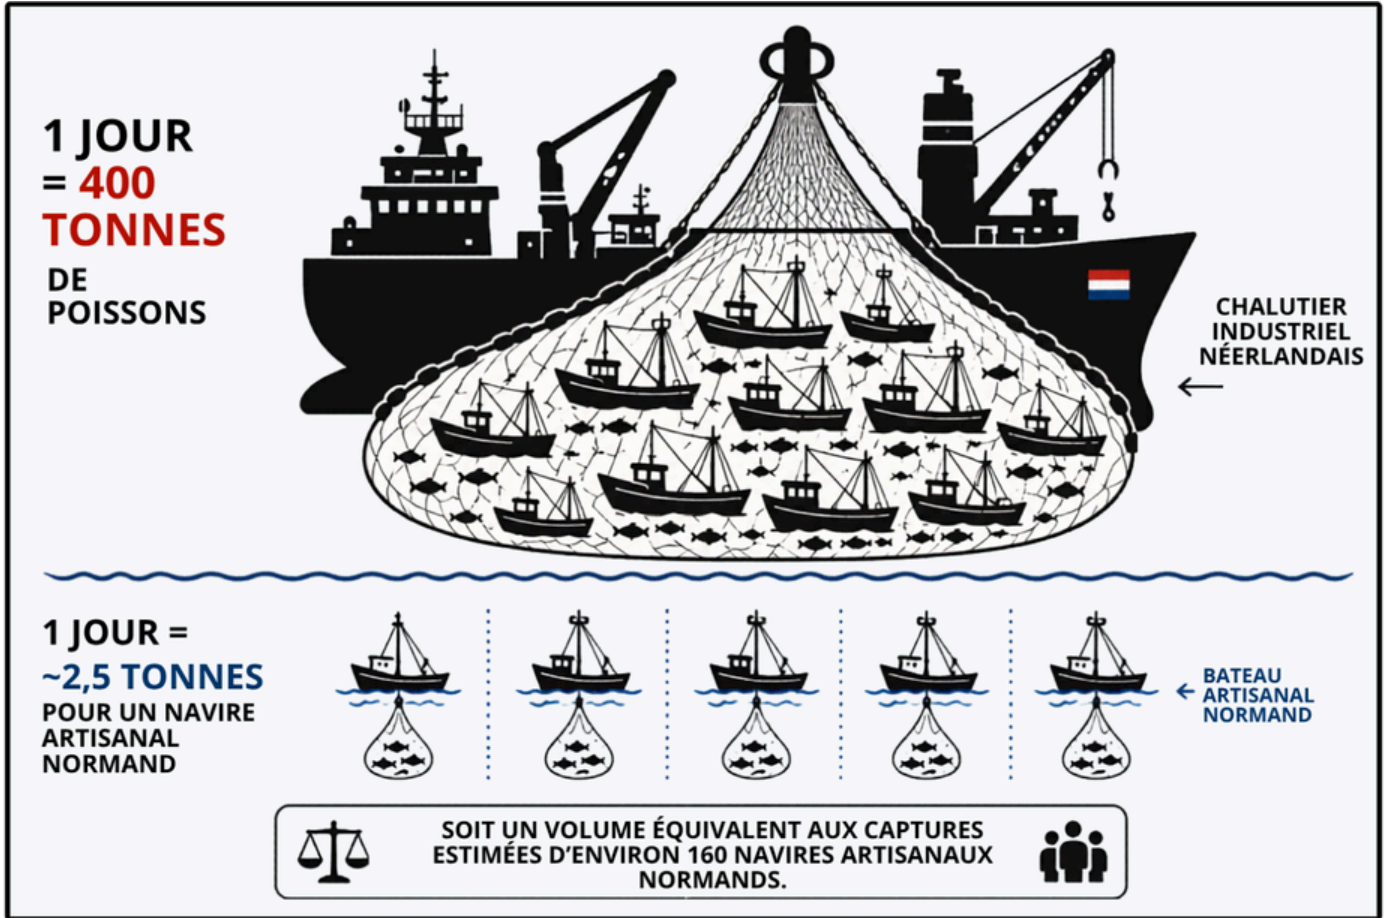 1 JOUR
= 400
TONNES
DE
POISSONS
CHALUTIER
INDUSTRIEL
NÉERLANDAIS
1 JOUR =
~2,5 TONNES
POUR UN NAVIRE
ARTISANAL
NORMAND
BATEAU
ARTISANAL
NORMAND
SOIT UN VOLUME ÉQUIVALENT AUX CAPTURES
ESTIMÉES D'ENVIRON 160 NAVIRES ARTISANAUX
NORMANDS.